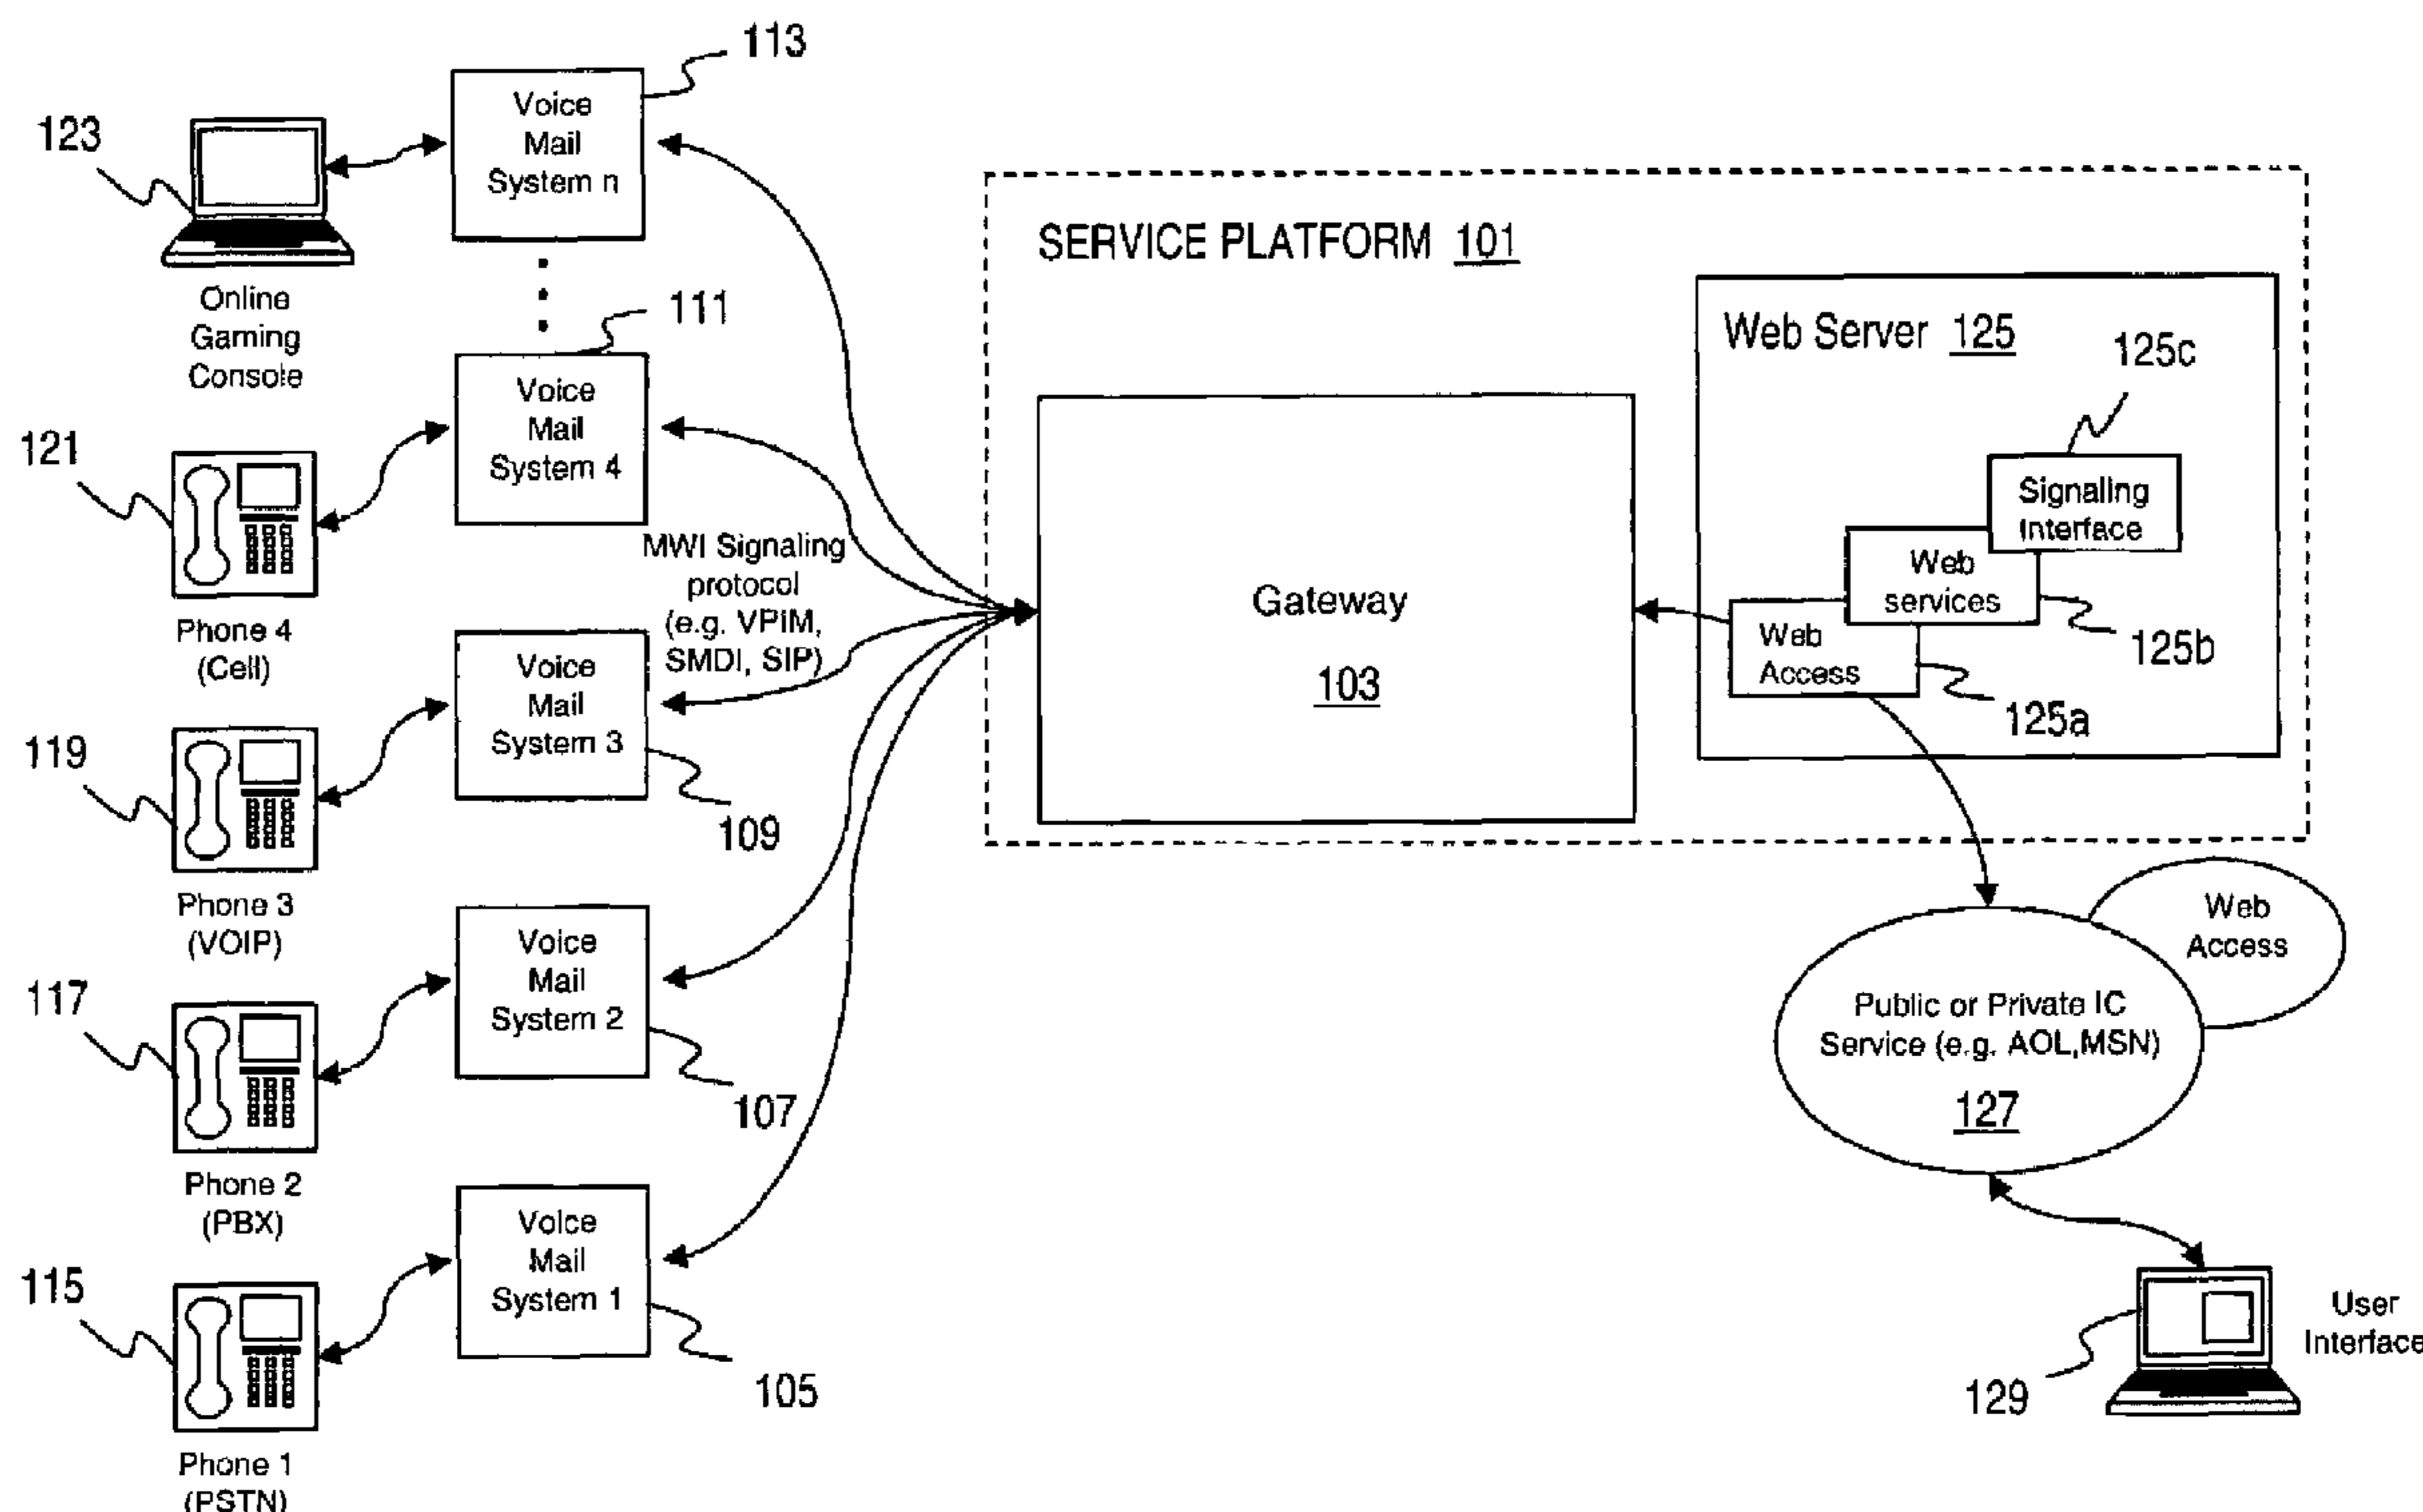 113
123
Voice
Mail
System n
Online
Gaming
Console
111
121
Voice
Mail
System 4
Phone 4
(Cell)
MWI Signaling
protocol
(e.g. VPIM,
SMDI, SIP)
119
Voice
Mail
System 3
109
Phone 3
(VOIP)
117
Voice
Mail
System 2
107
Phone 2
(PBX)
115
Voice
Mail
System 1
105
Phone 1
(PSTN)
SERVICE PLATFORM 101
Gateway
103
Web Server 125
125c
Signaling
Interface
Web
services
125b
Web
Access
125a
Web
Access
Public or Private IC
Service (e.g. AOL,MSN)
127
129
User
Interface